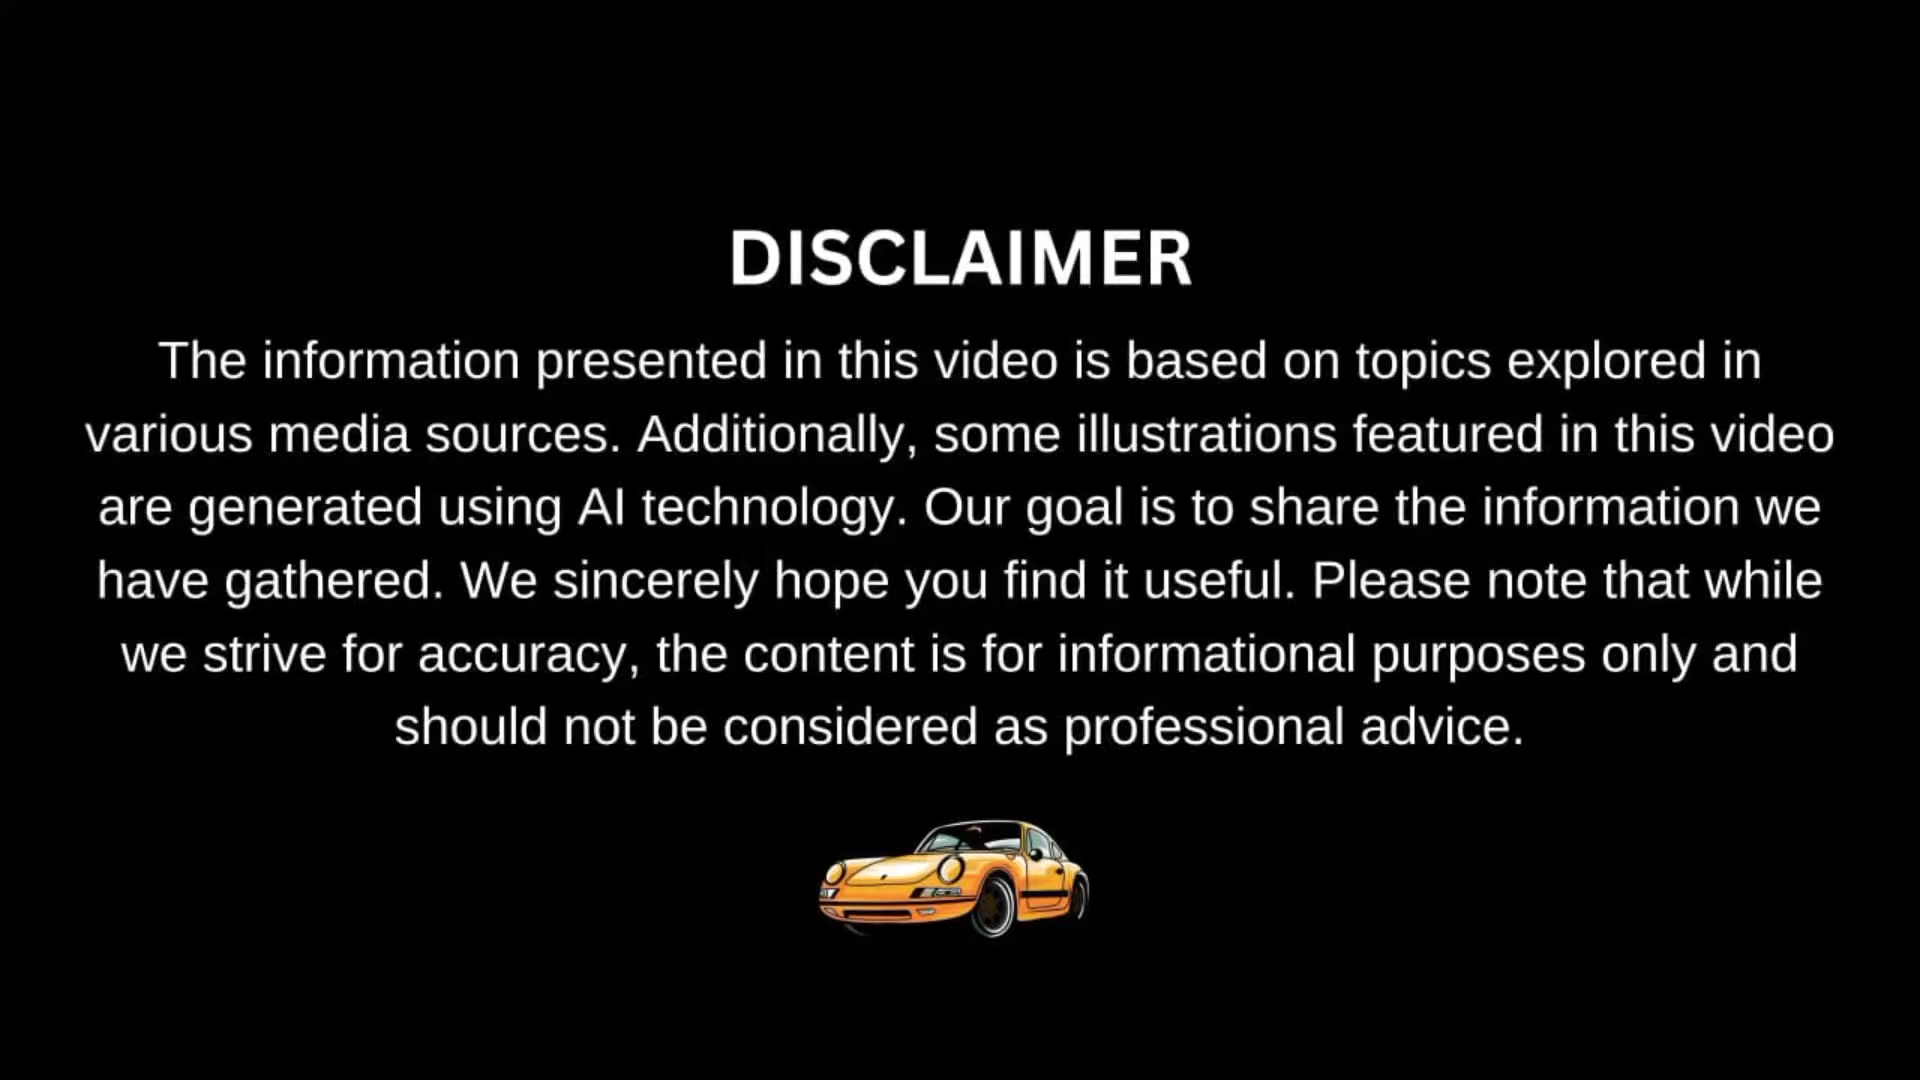 DISCLAIMER
The information presented in this video is based on topics explored in
various media sources. Additionally, some illustrations featured in this video
are generated using AI technology. Our goal is to share the information we
have gathered. We sincerely hope you find it useful. Please note that while
we strive for accuracy, the content is for informational purposes only and
should not be considered as professional advice.